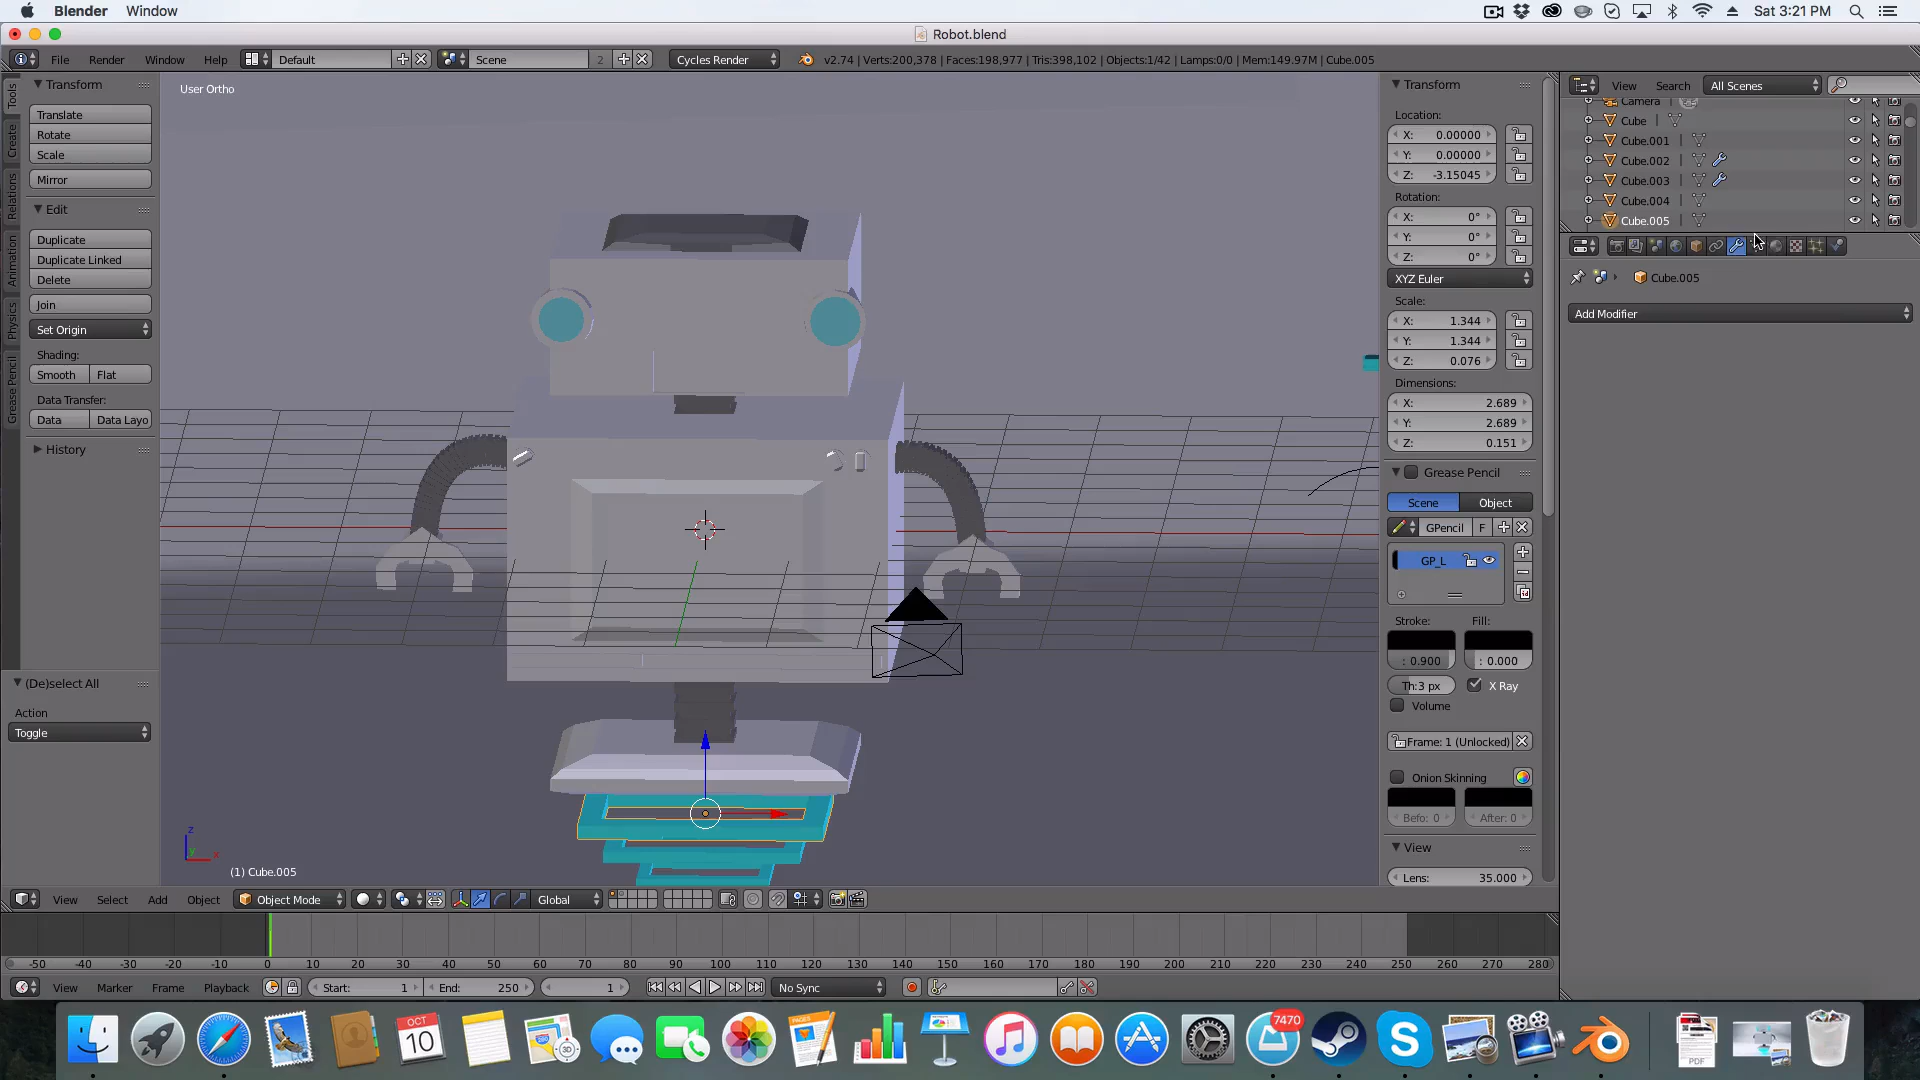 Blender Window Sat 3:21 PM
Robot.blend
File Render Window Help Default Scene 2 Cycles Render v2.74 | Verts:200,378 | Faces:198,977 | Tris:398,102 | Objects:1/42 | Lamps:0/0 | Mem:149.97M | Cube.005
Tools
Create
Relations
Animation
Physics
Grease Pencil
Transform
Translate
Rotate
Scale
Mirror
Edit
Duplicate
Duplicate Linked
Delete
Join
Set Origin
Shading:
Smooth Flat
Data Transfer:
Data Data Layo
History
(De)select All
Action
Toggle
User Ortho
z
y
x
(1) Cube.005
Transform
Location:
X: 0.00000
Y: 0.00000
Z: -3.15045
Rotation:
X: 0°
Y: 0°
Z: 0°
XYZ Euler
Scale:
X: 1.344
Y: 1.344
Z: 0.076
Dimensions:
X: 2.689
Y: 2.689
Z: 0.151
Grease Pencil
Scene Object
GPencil F
GP_L
Stroke: Fill:
: 0.900 : 0.000
Th:3 px X Ray
Volume
Frame: 1 (Unlocked)
Onion Skinning
Befo: 0 After: 0
View
Lens: 35.000
View Search All Scenes
Camera
Cube
Cube.001
Cube.002
Cube.003
Cube.004
Cube.005
Cube.005
Add Modifier
View Select Add Object Object Mode Global
-50 -40 -30 -20 -10 0 10 20 30 40 50 60 70 80 90 100 110 120 130 140 150 160 170 180 190 200 210 220 230 240 250 260 270 280
View Marker Frame Playback Start: 1 End: 250 1 No Sync
OCT
10
3D
PAGES
7470
PDF